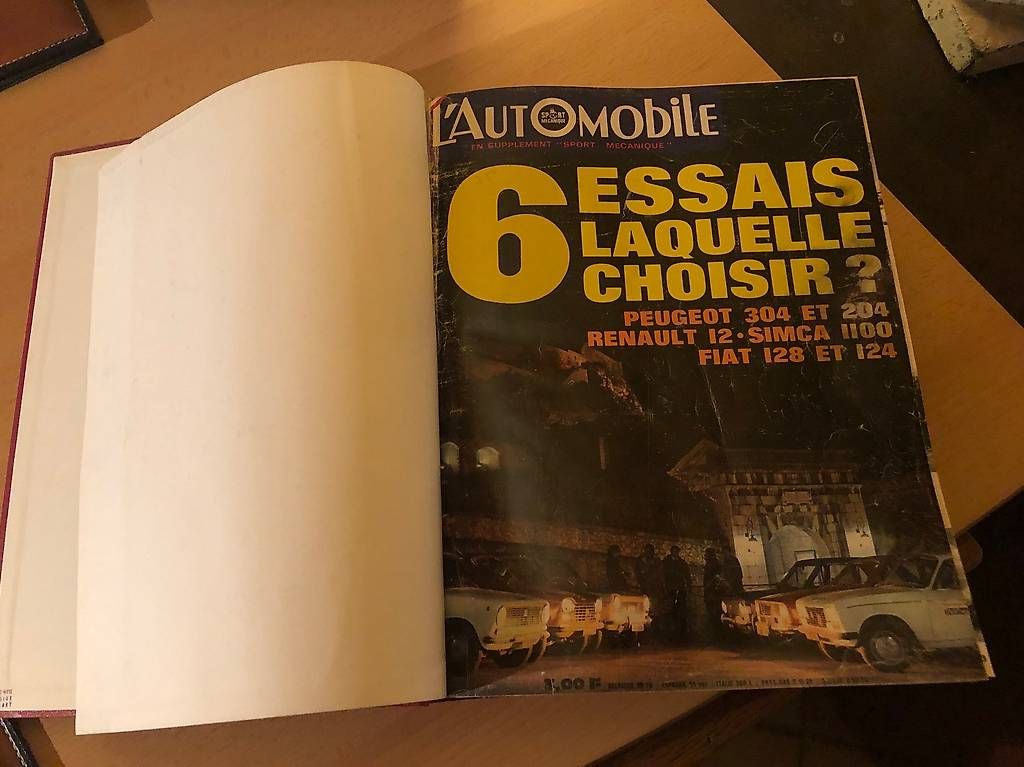 L'AUTOMOBILE
SPORT
MECANIQUE
EN SUPPLEMENT "SPORT MECANIQUE"
6 ESSAIS
LAQUELLE
CHOISIR ?
PEUGEOT 304 ET 204
RENAULT 12 • SIMCA 1100
FIAT 128 ET 124